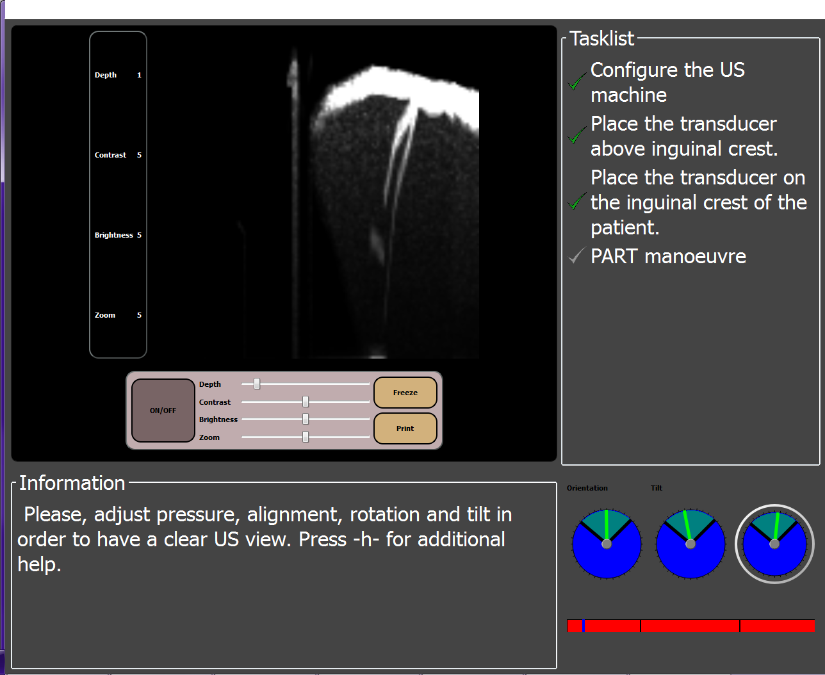 Depth 1
Contrast 5
Brightness 5
Zoom 5
ON/OFF
Depth
Contrast
Brightness
Zoom
Freeze
Print
Tasklist
Configure the US
machine
Place the transducer
above inguinal crest.
Place the transducer on
the inguinal crest of the
patient.
PART manoeuvre
Information
Please, adjust pressure, alignment, rotation and tilt in
order to have a clear US view. Press -h- for additional
help.
Orientation Tilt